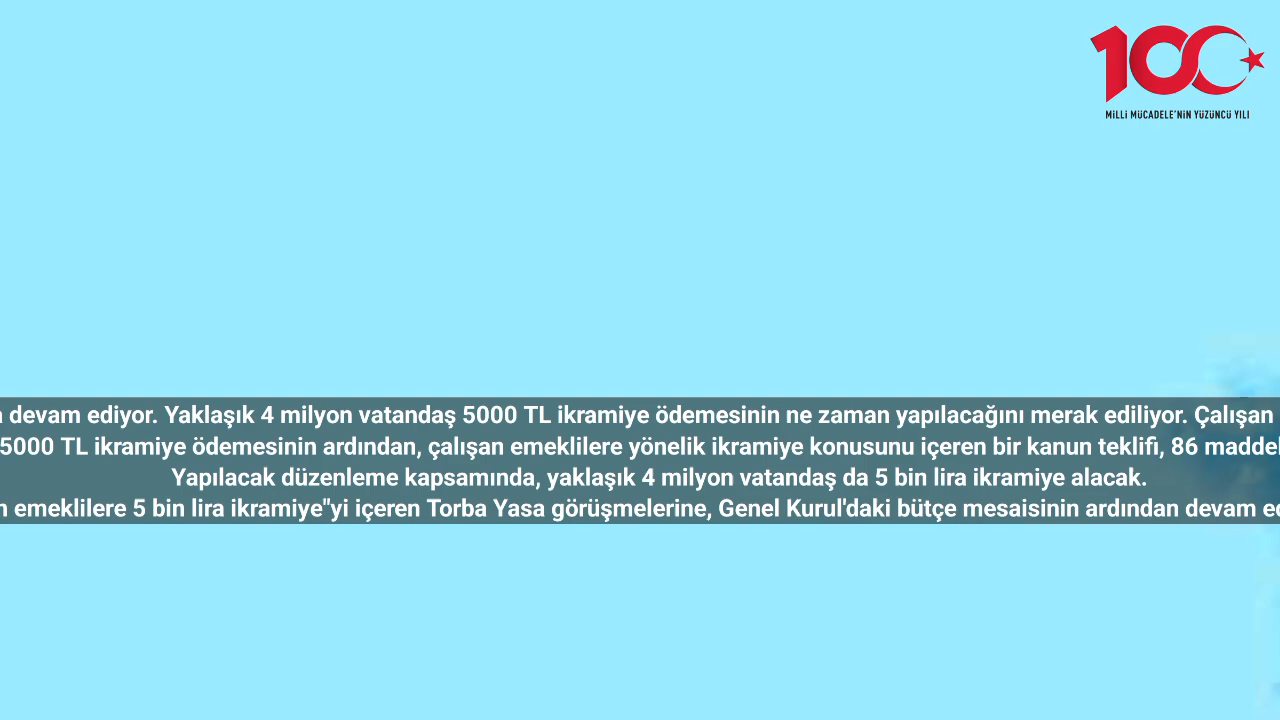 100
MİLLİ MÜCADELE'NİN YÜZÜNCÜ YILI
devam ediyor. Yaklaşık 4 milyon vatandaş 5000 TL ikramiye ödemesinin ne zaman yapılacağını merak ediliyor. Çalışan
5000 TL ikramiye ödemesinin ardından, çalışan emeklilere yönelik ikramiye konusunu içeren bir kanun teklifi, 86
Yapılacak düzenleme kapsamında, yaklaşık 4 milyon vatandaş da 5 bin lira ikramiye alacak.
emeklilere 5 bin lira ikramiye"yi içeren Torba Yasa görüşmelerine, Genel Kurul'daki bütçe mesaisinin ardından devam